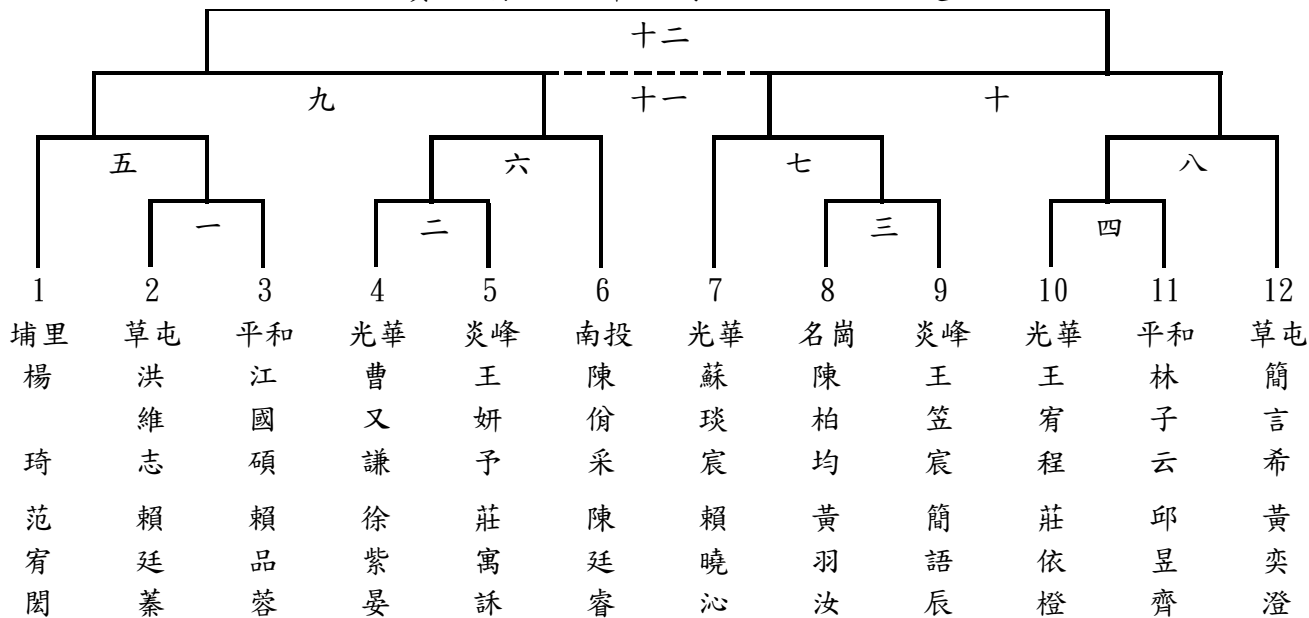 十二
九 十一 十
五 六 七 八
一 二 三 四
1 2 3 4 5 6 7 8 9 10 11 12
埔里 草屯 平和 光華 炎峰 南投 光華 名崗 炎峰 光華 平和 草屯
楊 洪 江 曹 王 陳 蘇 陳 王 王 林 簡
維 國 又 妍 佾 琰 柏 笠 宥 子 言
琦 志 碩 謙 予 采 宸 均 宸 程 云 希
范 賴 賴 徐 莊 陳 賴 黃 簡 莊 邱 黃
宥 廷 品 紫 寓 廷 曉 羽 語 依 昱 奕
閎 蓁 蓉 晏 訸 睿 沁 汝 辰 橙 齊 澄